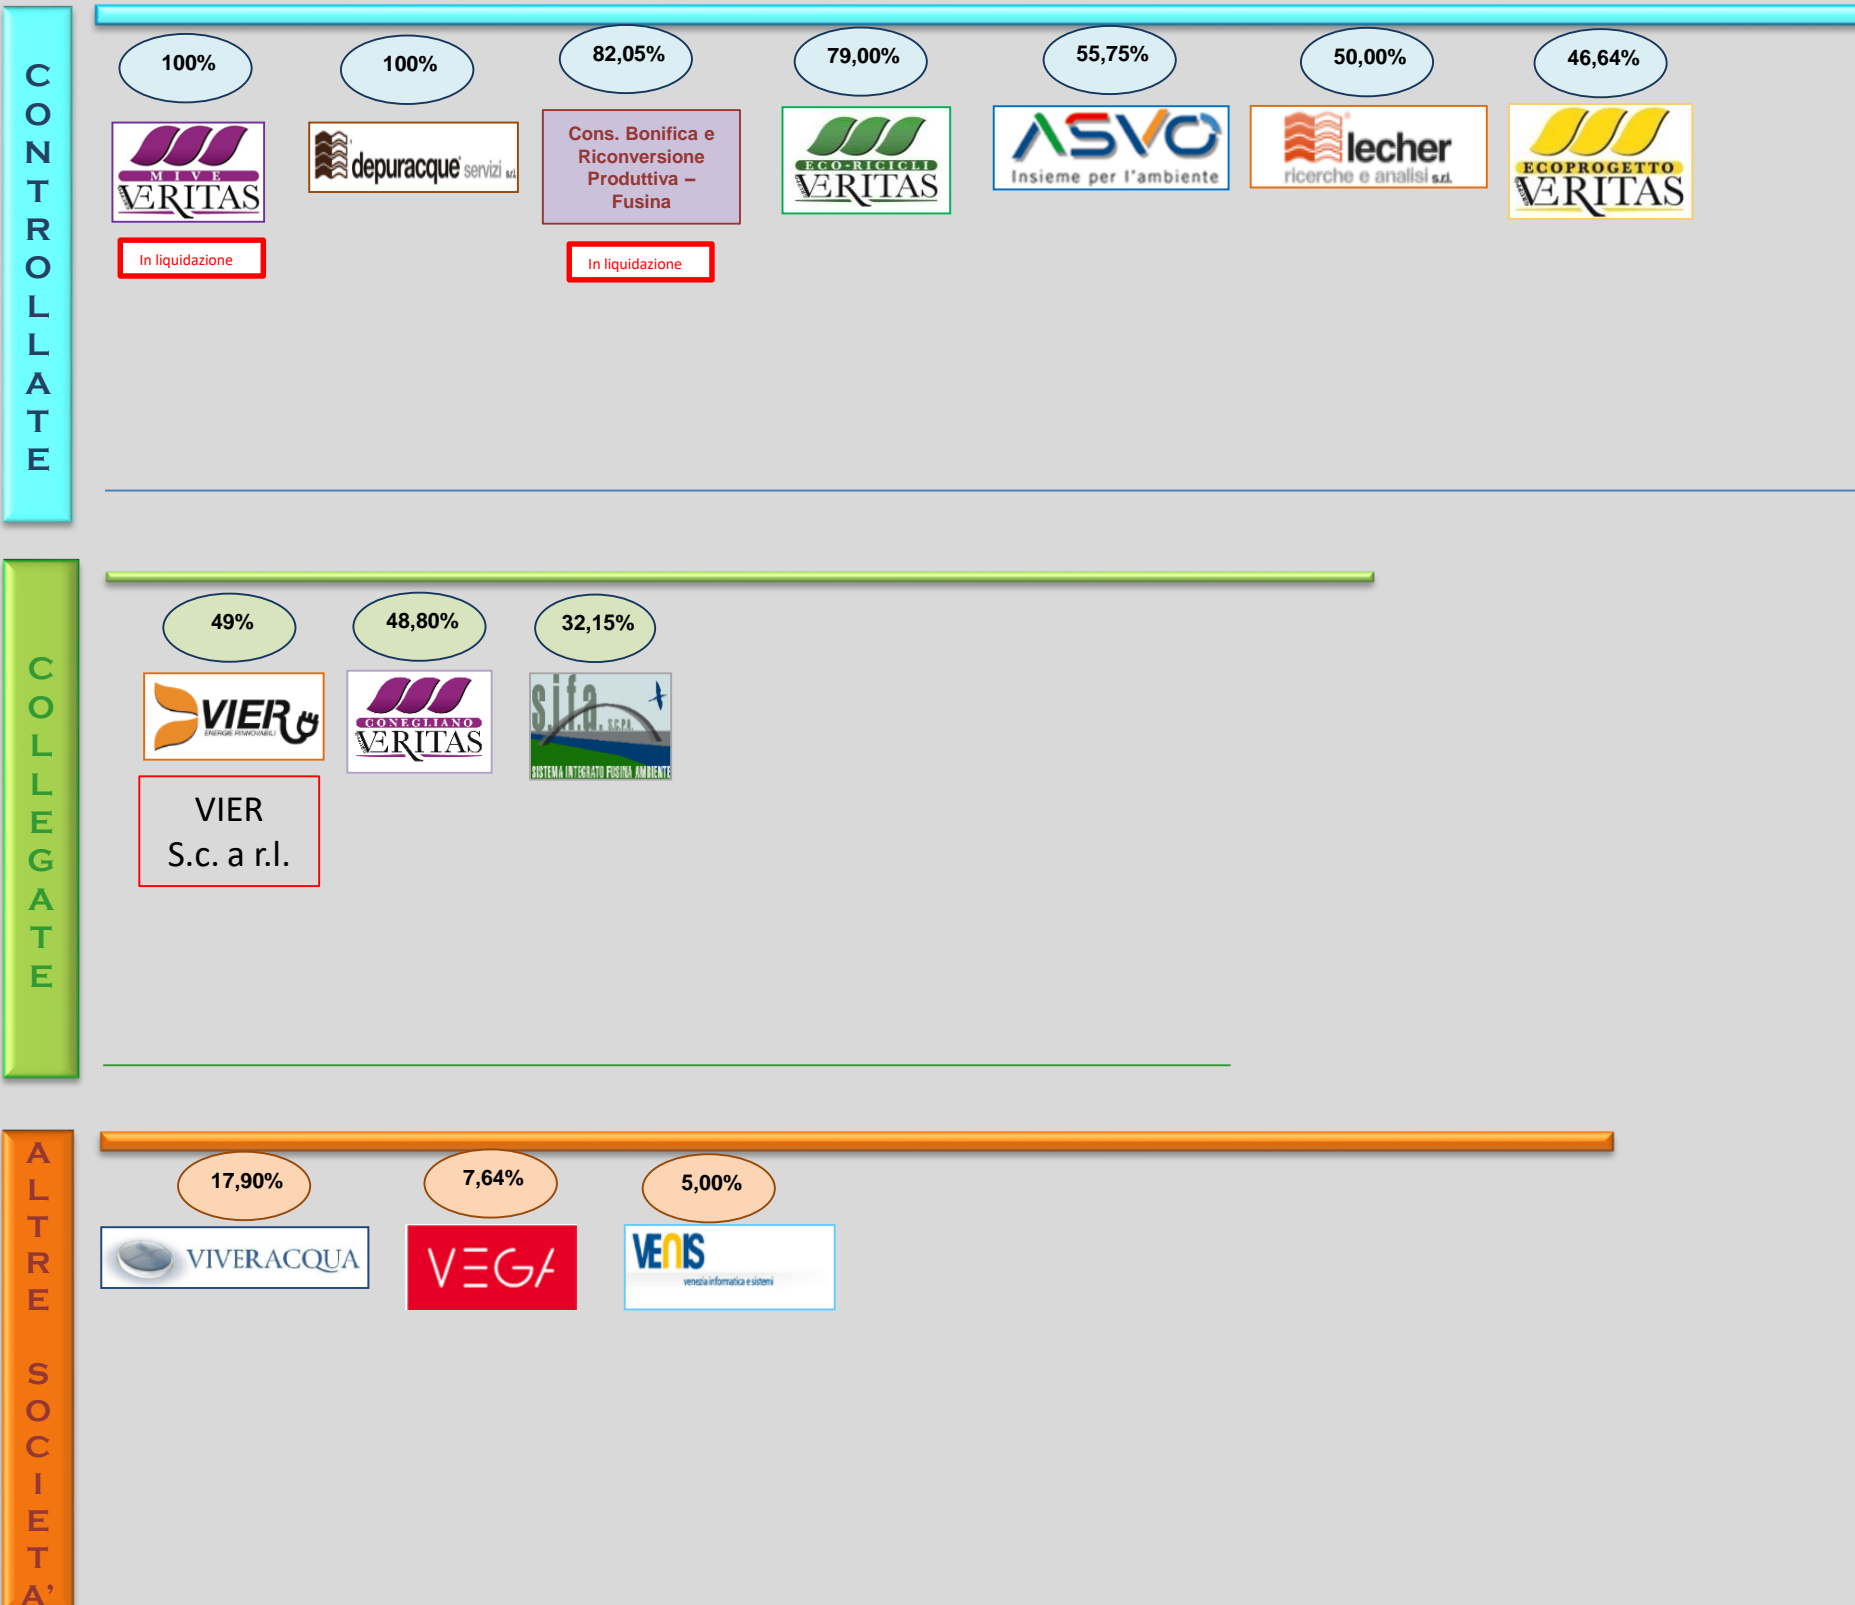 CONTROLLATE
100%
100%
82,05%
79,00%
55,75%
50,00%
46,64%
MIVE
VERITAS
depuracque servizi s.r.l.
Cons. Bonifica e
Riconversione
Produttiva –
Fusina
ECO-RICICLI
VERITAS
ASVO
Insieme per l'ambiente
lecher
ricerche e analisi s.r.l.
ECOPROGETTO
VERITAS
In liquidazione
In liquidazione
COLLEGATE
49%
48,80%
32,15%
VIER
ENERGIE RINNOVABILI
CONEGLIANO
VERITAS
s.i.f.a. S.C.P.A.
SISTEMA INTEGRATO FUSINA AMBIENTE
VIER
S.c. a r.l.
ALTRE SOCIETA'
17,90%
7,64%
5,00%
VIVERACQUA
VEGA
VENIS
venezia informatica e sistemi